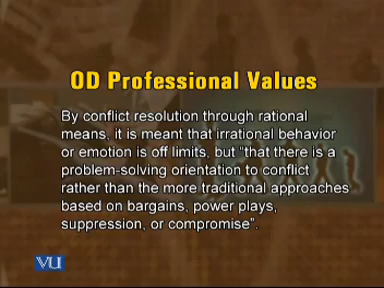 OD Professional Values
By conflict resolution through rational
means, it is meant that irrational behavior
or emotion is off limits, but "that there is a
problem-solving orientation to conflict
rather than the more traditional approaches
based on bargains, power plays,
suppression, or compromise".
VU